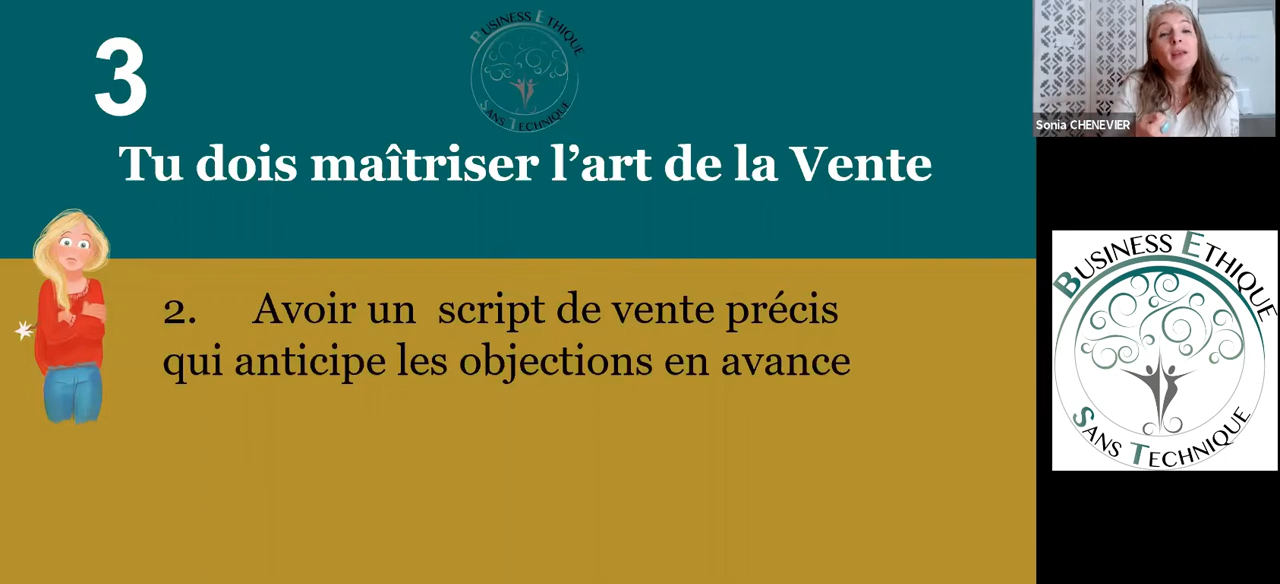 3
BUSINESS ETHIQUE
SANS TECHNIQUE
Tu dois maîtriser l’art de la Vente
2. Avoir un script de vente précis
qui anticipe les objections en avance
Sonia CHENEVIER
BUSINESS ETHIQUE
SANS TECHNIQUE